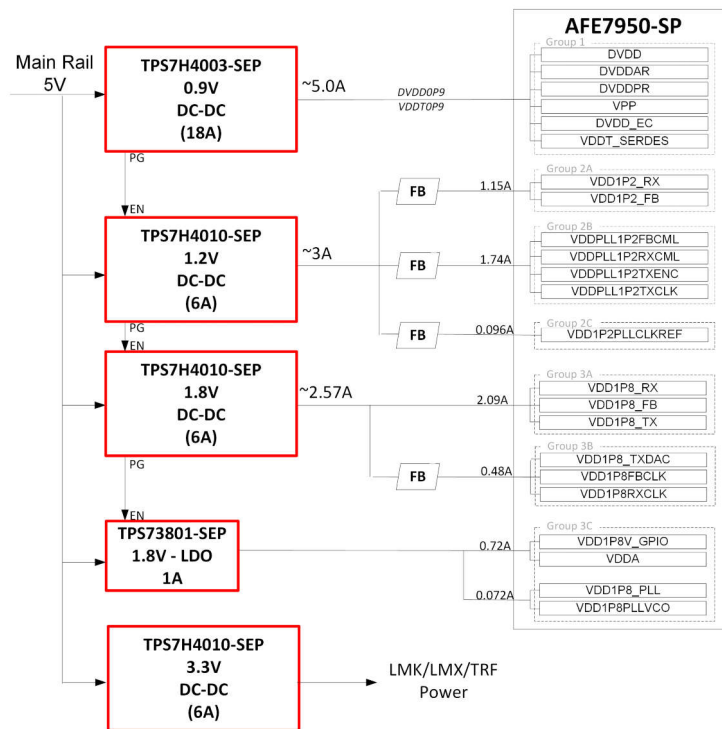 AFE7950-SP
Main Rail
5V
TPS7H4003-SEP
0.9V
DC-DC
(18A)
~5.0A
DVDD0P9
VDDT0P9
Group 1
DVDD
DVDDAR
DVDDPR
VPP
DVDD_EC
VDDT_SERDES
PG
EN
TPS7H4010-SEP
1.2V
DC-DC
(6A)
~3A
FB
1.15A
Group 2A
VDD1P2_RX
VDD1P2_FB
FB
1.74A
Group 2B
VDDPLL1P2FBCML
VDDPLL1P2RXCML
VDDPLL1P2TXENC
VDDPLL1P2TXCLK
FB
0.096A
Group 2C
VDD1P2PLLCLKREF
PG
EN
TPS7H4010-SEP
1.8V
DC-DC
(6A)
~2.57A
2.09A
Group 3A
VDD1P8_RX
VDD1P8_FB
VDD1P8_TX
FB
0.48A
Group 3B
VDD1P8_TXDAC
VDD1P8FBCLK
VDD1P8RXCLK
PG
EN
TPS73801-SEP
1.8V - LDO
1A
0.72A
Group 3C
VDD1P8V_GPIO
VDDA
0.072A
VDD1P8_PLL
VDD1P8PLLVCO
TPS7H4010-SEP
3.3V
DC-DC
(6A)
LMK/LMX/TRF
Power